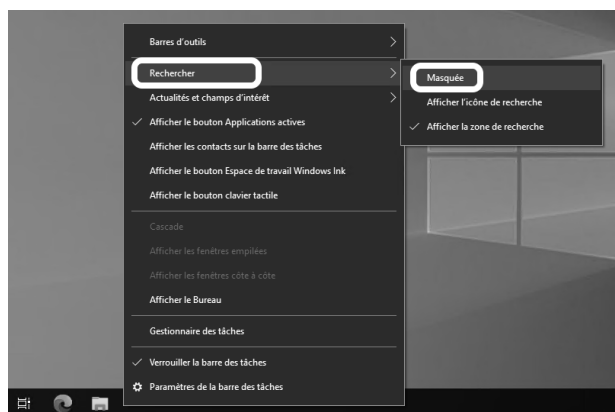 Barres d'outils
Rechercher
Actualités et champs d'intérêt
Afficher le bouton Applications actives
Afficher les contacts sur la barre des tâches
Afficher le bouton Espace de travail Windows Ink
Afficher le bouton clavier tactile
Cascade
Afficher les fenêtres empilées
Afficher les fenêtres côte à côte
Afficher le Bureau
Gestionnaire des tâches
Verrouiller la barre des tâches
Paramètres de la barre des tâches
Masquée
Afficher l'icône de recherche
Afficher la zone de recherche